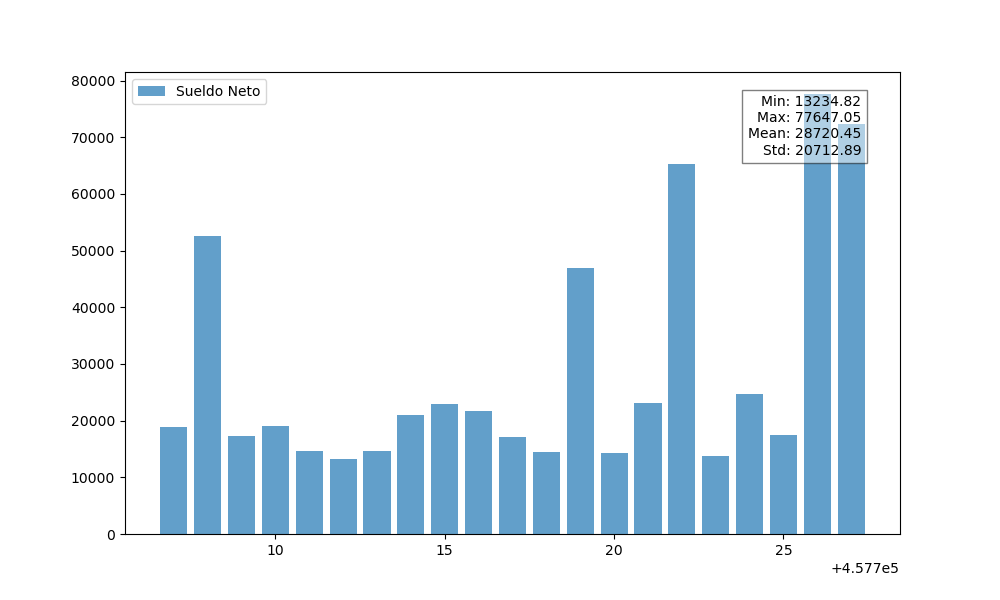 Sueldo Neto
Min: 13234.82
Max: 77647.05
Mean: 28720.45
Std: 20712.89
80000
70000
60000
50000
40000
30000
20000
10000
0
10 15 20 25
+4.577e5